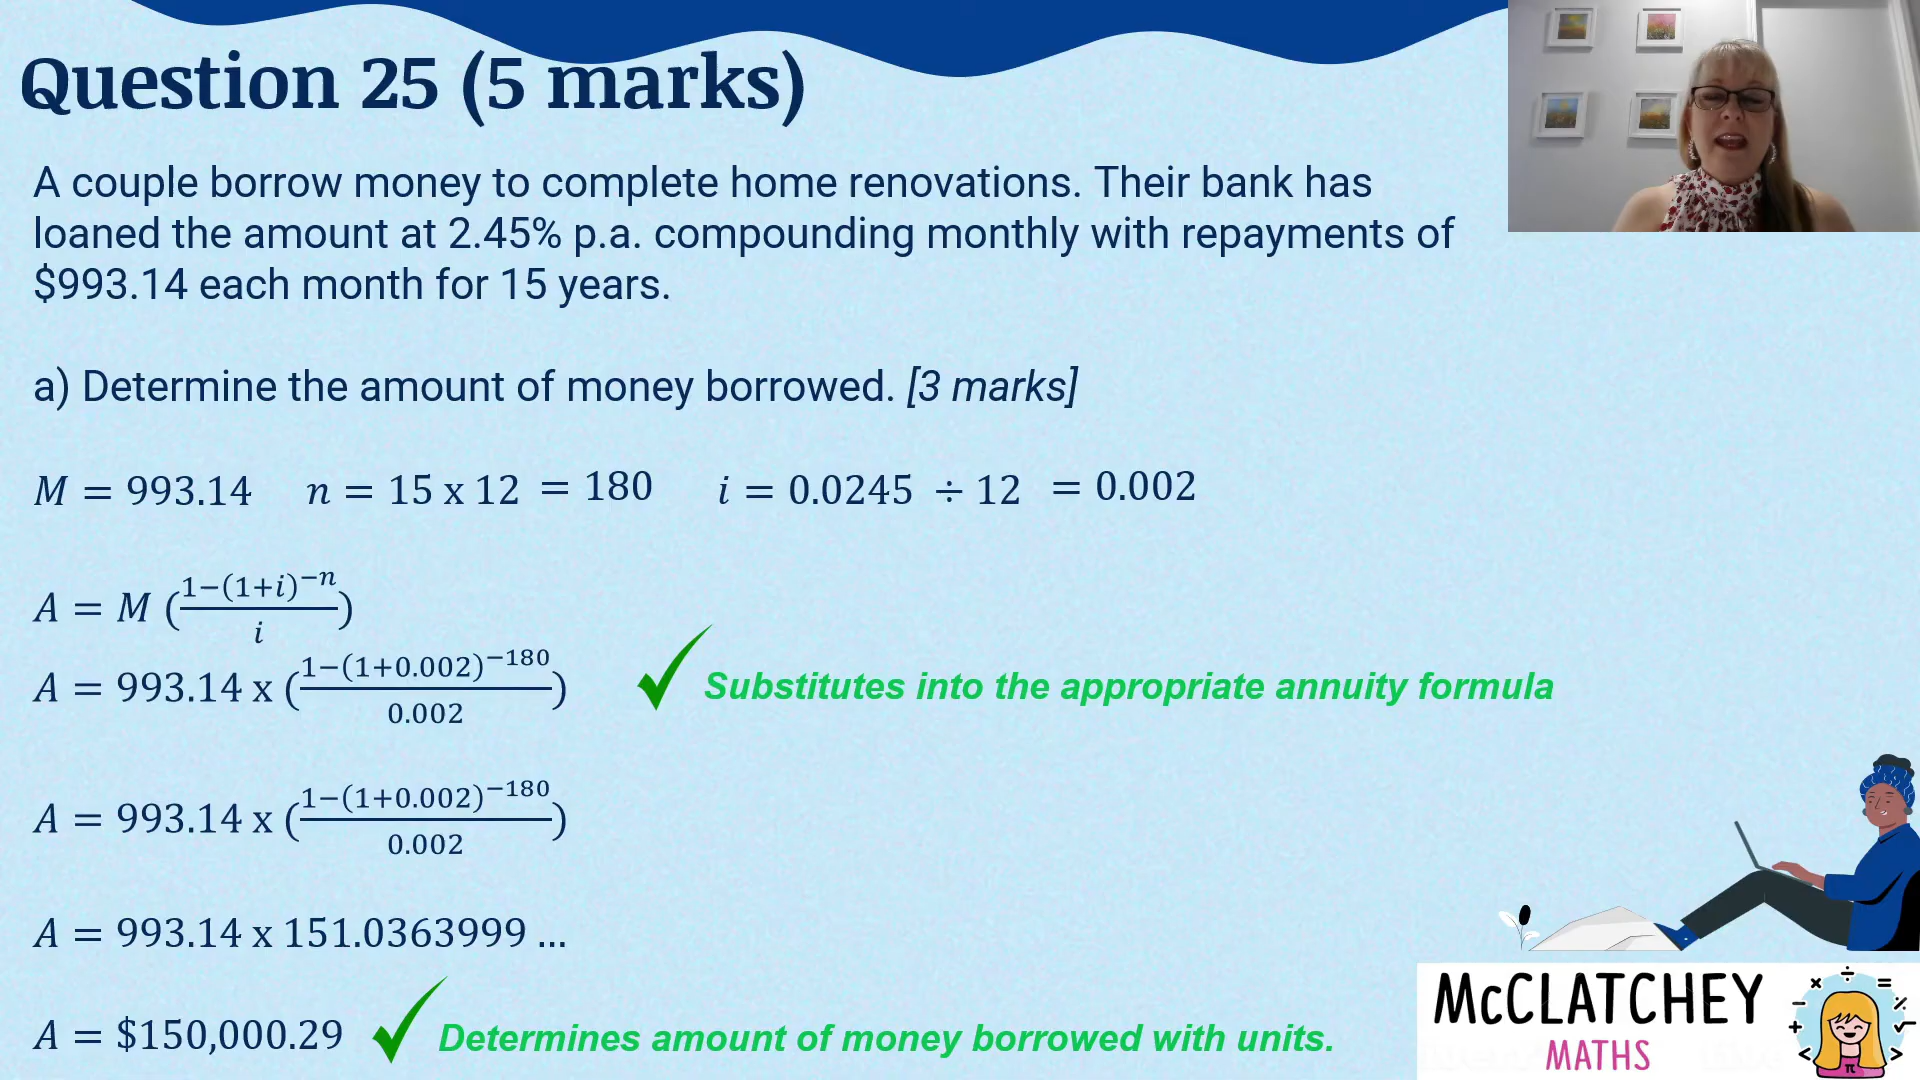 Question 25 (5 marks)
A couple borrow money to complete home renovations. Their bank has
loaned the amount at 2.45% p.a. compounding monthly with repayments of
$993.14 each month for 15 years.
a) Determine the amount of money borrowed. [3 marks]
M = 993.14 n = 15 x 12 = 180 i = 0.0245 ÷ 12 = 0.002
A = M (\frac{1−(1+i)^{−n}}{i})
A = 993.14 x (\frac{1−(1+0.002)^{−180}}{0.002}) Substitutes into the appropriate annuity formula
A = 993.14 x (\frac{1−(1+0.002)^{−180}}{0.002})
A = 993.14 x 151.0363999 ...
A = $150,000.29 Determines amount of money borrowed with units.
McCLATCHEY
MATHS
π